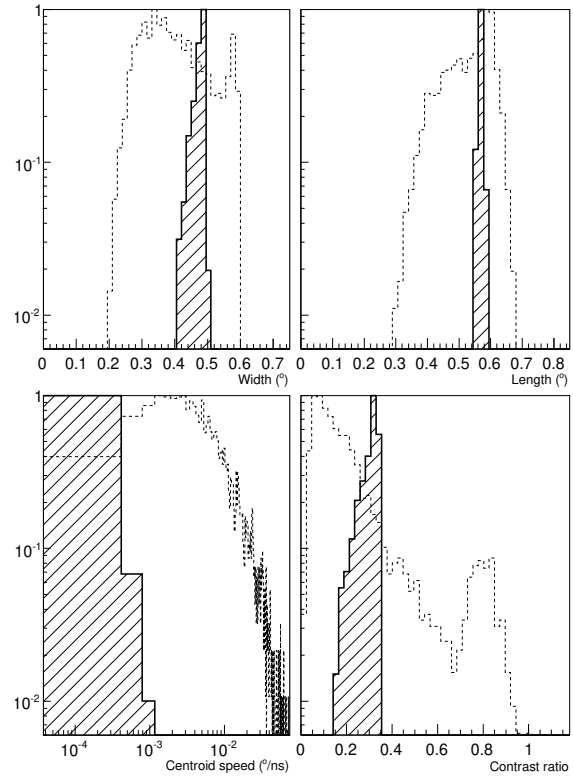 1
10⁻¹
10⁻²
0 0.1 0.2 0.3 0.4 0.5 0.6 0.7 0.8
Width (°)
0 0.1 0.2 0.3 0.4 0.5 0.6 0.7 0.8
Length (°)
1
10⁻¹
10⁻²
10⁻⁴ 10⁻³ 10⁻²
Centroid speed (°/ns)
0 0.2 0.4 0.6 0.8 1
Contrast ratio